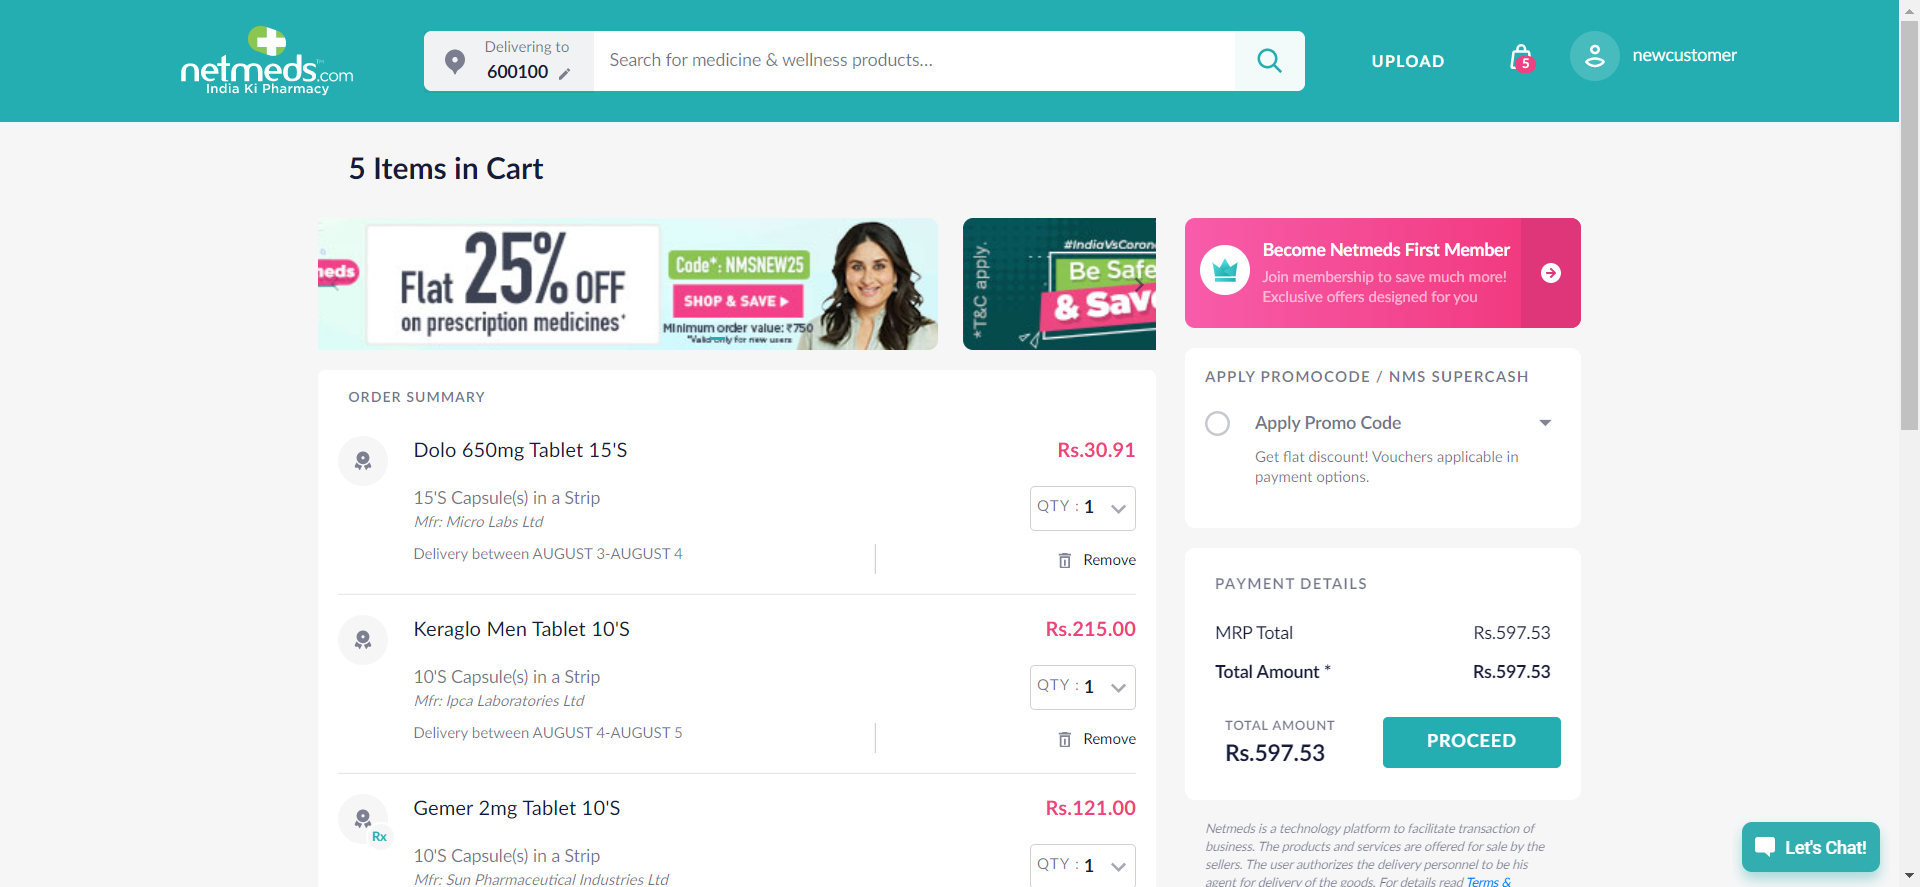 netmeds.com
India Ki Pharmacy
Delivering to
600100
Search for medicine & wellness products...
UPLOAD
5
newcustomer
5 Items in Cart
Flat 25% OFF
on prescription medicines*
Code*: NMSNEW25
SHOP & SAVE
Minimum order value: ₹750
*Valid only for new users
*T&C apply.
Be Safe
Become Netmeds First Member
Join membership to save much more!
Exclusive offers designed for you
ORDER SUMMARY
Dolo 650mg Tablet 15'S
Rs.30.91
15'S Capsule(s) in a Strip
Mfr: Micro Labs Ltd
QTY : 1
Delivery between AUGUST 3-AUGUST 4
Remove
Keraglo Men Tablet 10'S
Rs.215.00
10'S Capsule(s) in a Strip
Mfr: Ipca Laboratories Ltd
QTY : 1
Delivery between AUGUST 4-AUGUST 5
Remove
Rx
Gemer 2mg Tablet 10'S
Rs.121.00
10'S Capsule(s) in a Strip
Mfr: Sun Pharmaceutical Industries Ltd
QTY : 1
APPLY PROMOCODE / NMS SUPERCASH
Apply Promo Code
Get flat discount! Vouchers applicable in
payment options.
PAYMENT DETAILS
MRP Total
Rs.597.53
Total Amount *
Rs.597.53
TOTAL AMOUNT
Rs.597.53
PROCEED
Netmeds is a technology platform to facilitate transaction of
business. The products and services are offered for sale by the
sellers. The user authorizes the delivery personnel to be his
agent for delivery of the goods. For details read Terms &
Let's Chat!